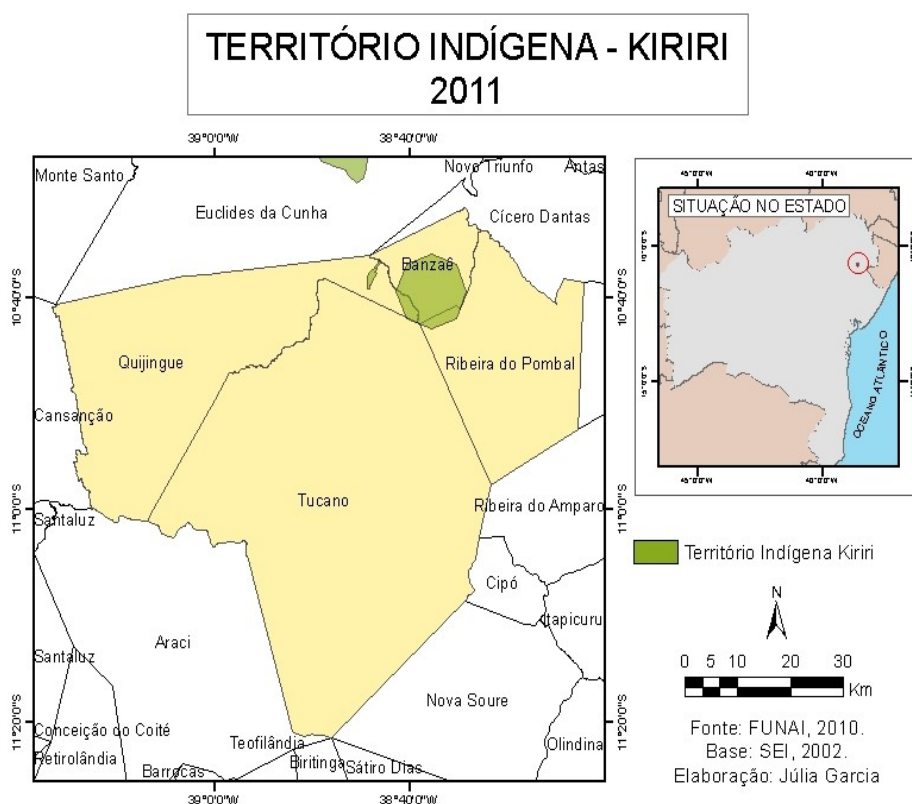 TERRITÓRIO INDÍGENA - KIRIRI
2011
39°0'0"W
38°40'0"W
Monte Santo
Novo Triunfo
Antas
Euclides da Cunha
Cícero Dantas
Banzaê
10°40'0"S
10°40'0"S
Quijingue
Ribeira do Pombal
Cansanção
Tucano
Santaluz
Ribeira do Amparo
11°0'0"S
11°0'0"S
Cipó
Itapicuru
Araci
Santaluz
Nova Soure
Conceição do Coité
Teofilândia
11°20'0"S
11°20'0"S
Retirolândia
Barrocas
Biritinga
Sátiro Dias
Olindina
39°0'0"W
38°40'0"W
SITUAÇÃO NO ESTADO
OCEANO ATLÂNTICO
Território Indígena Kiriri
N
0 5 10 20 30
Km
Fonte: FUNAI, 2010.
Base: SEI, 2002.
Elaboração: Júlia Garcia